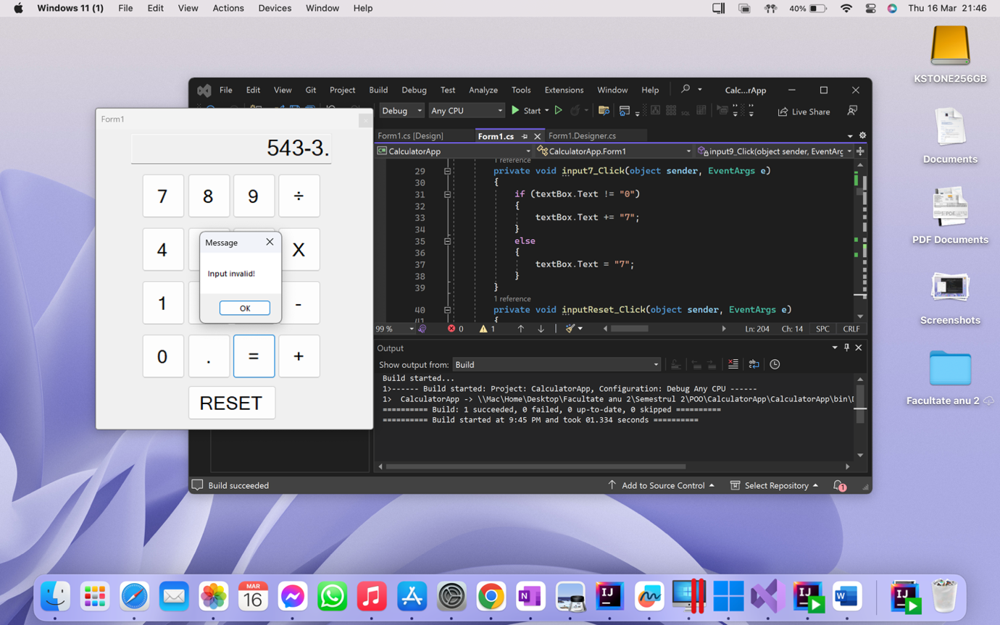 Windows 11 (1) File Edit View Actions Devices Window Help 40% Thu 16 Mar 21:46
KSTONE256GB
Documents
PDF Documents
Screenshots
Facultate anu 2
File Edit View Git Project Build Debug Test Analyze Tools Extensions Window Help Calc...rApp
Debug Any CPU Start Live Share
Form1.cs [Design] Form1.cs Form1.Designer.cs
CalculatorApp CalculatorApp.Form1 input9_Click(object sender, EventArg
1 reference
29 private void input7_Click(object sender, EventArgs e)
30 {
31 if (textBox.Text != "0")
32 {
33 textBox.Text += "7";
34 }
35 else
36 {
37 textBox.Text = "7";
38 }
39 }
1 reference
40 private void inputReset_Click(object sender, EventArgs e)
41 {
99 % 0 1 Ln: 204 Ch: 14 SPC CRLF
Output
Show output from: Build
Build started...
1>------ Build started: Project: CalculatorApp, Configuration: Debug Any CPU ------
1> CalculatorApp -> \\Mac\Home\Desktop\Facultate anu 2\Semestrul 2\POO\CalculatorApp\CalculatorApp\bin\
========== Build: 1 succeeded, 0 failed, 0 up-to-date, 0 skipped ==========
========== Build started at 9:45 PM and took 01.334 seconds ==========
Build succeeded Add to Source Control Select Repository 1
Form1
543-3.
7 8 9 ÷
4 X
1 -
0 . = +
RESET
Message
Input invalid!
OK
MAR
16
N IJ IJ W IJ